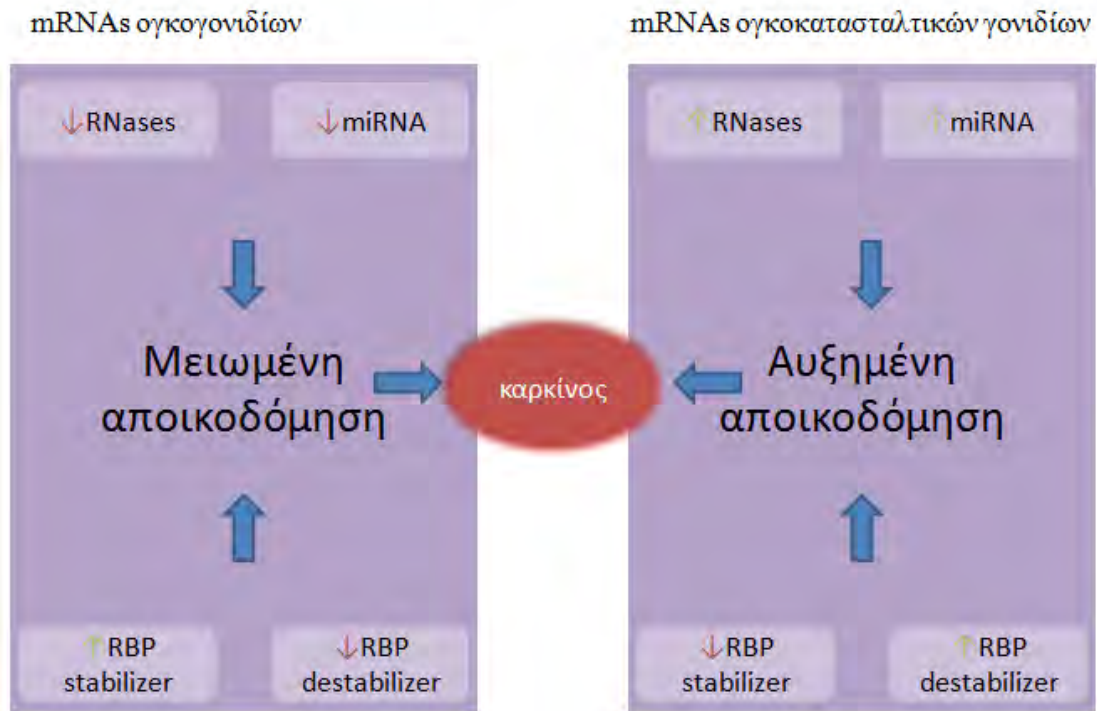 mRNAs ογκογονιδίων
↓RNases
↓miRNA
Μειωμένη
αποικοδόμηση
↑RBP
stabilizer
↓RBP
destabilizer
καρκίνος
mRNAs ογκοκατασταλτικών γονιδίων
↑RNases
↑miRNA
Αυξημένη
αποικοδόμηση
↓RBP
stabilizer
↑RBP
destabilizer